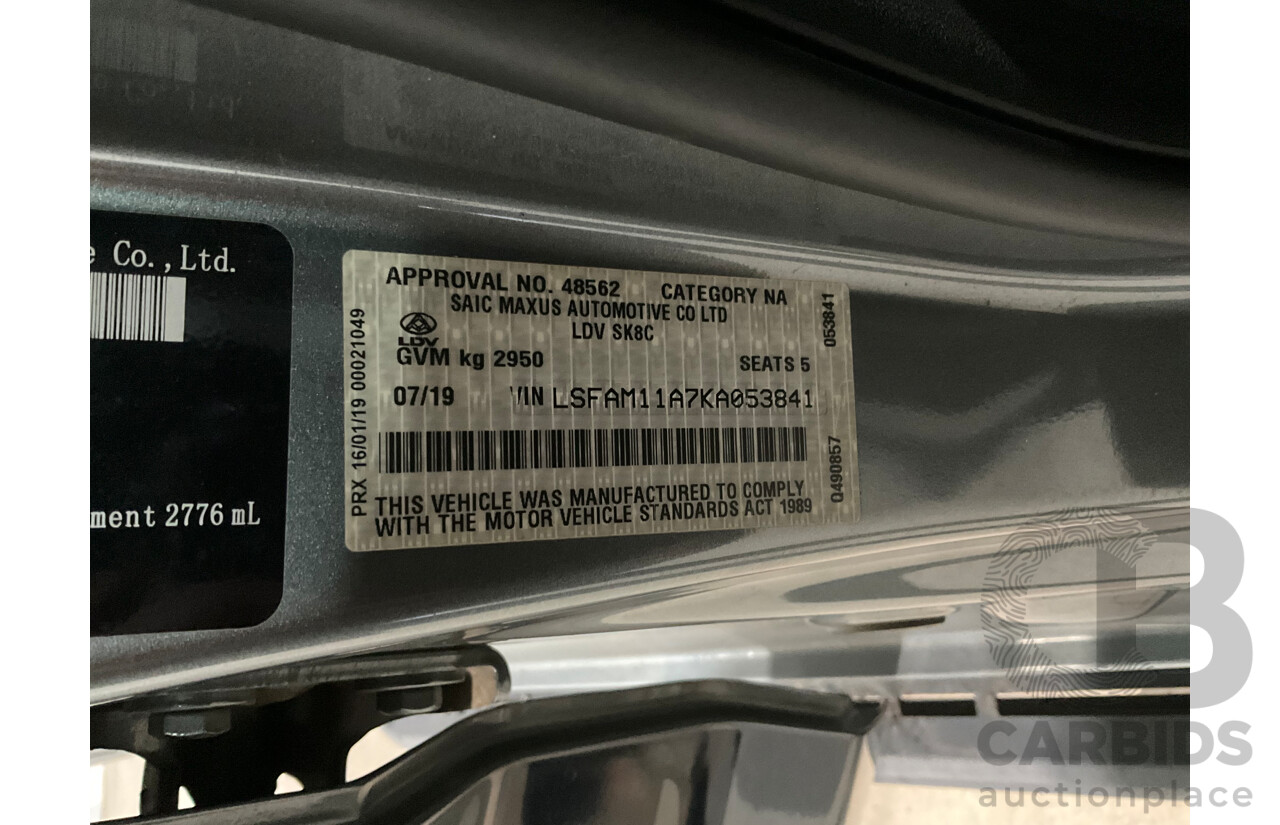 e Co.,Ltd.
ment 2776 mL
APPROVAL NO. 48562 CATEGORY NA
SAIC MAXUS AUTOMOTIVE CO LTD
LDV SK8C
LDV
GVM kg 2950 SEATS 5
07/19 VIN LSFAM11A7KA053841
THIS VEHICLE WAS MANUFACTURED TO COMPLY
WITH THE MOTOR VEHICLE STANDARDS ACT 1989
PRX 16/01/19 00021049
053841
Q490857
CB
CARBIDS
auctionplace